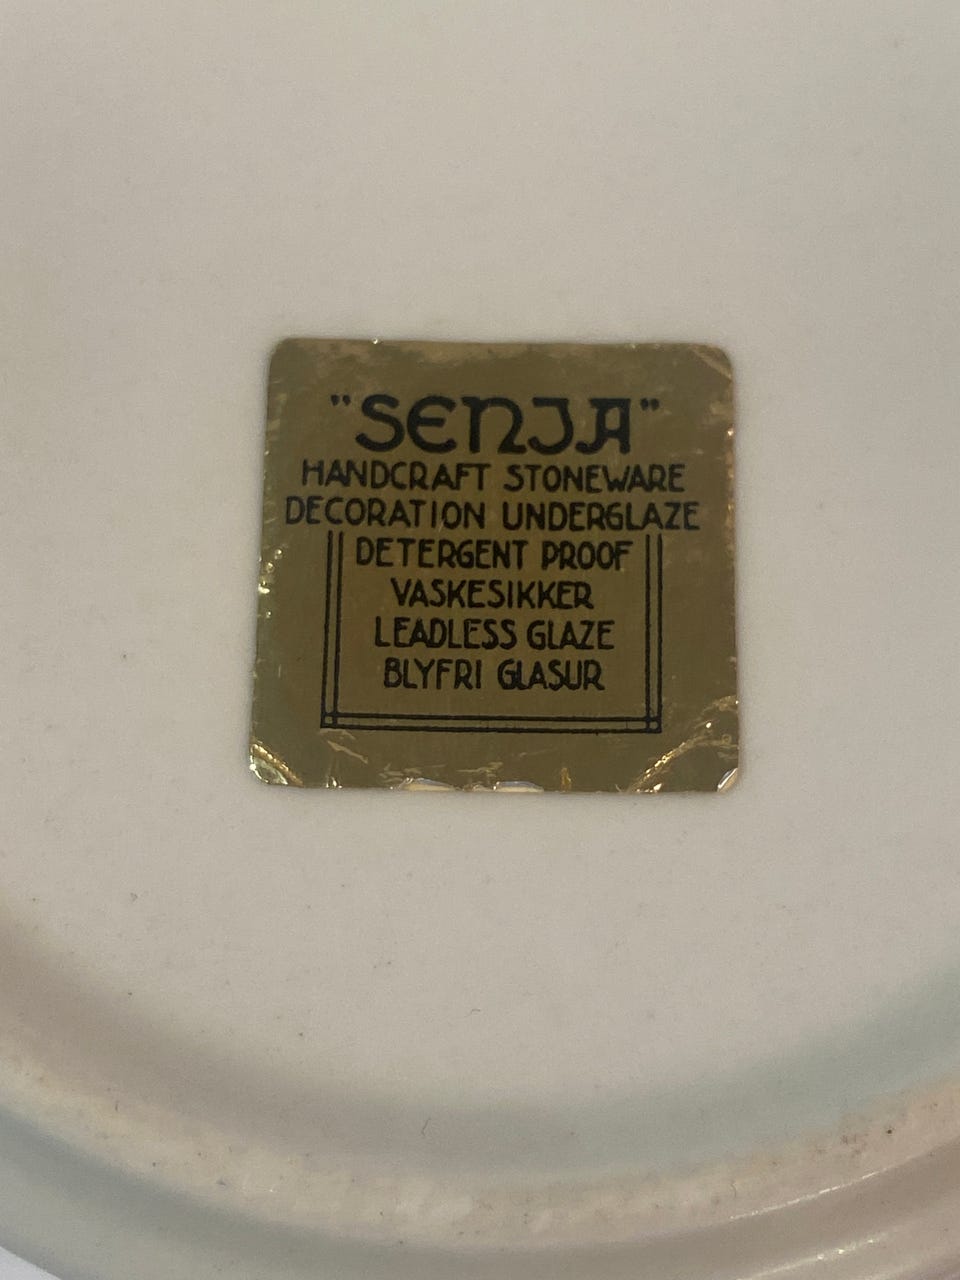 "SENJA"
HANDCRAFT STONEWARE
DECORATION UNDERGLAZE
DETERGENT PROOF
VASKESIKKER
LEADLESS GLAZE
BLYFRI GLASUR